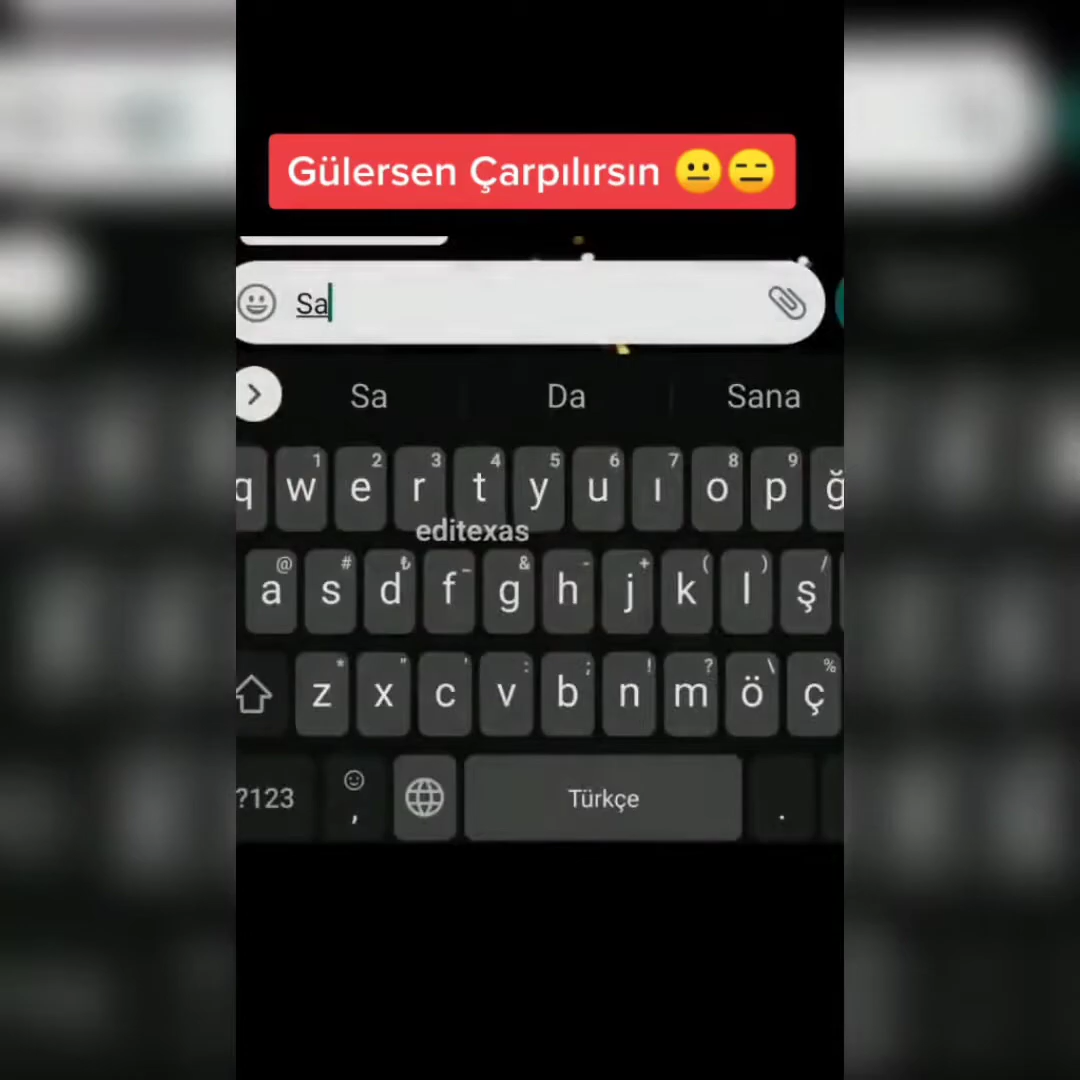 Gülersen Çarpılırsın 😐😑
Sa
Sa Da Sana
1 2 3 4 5 6 7 8 9
q w e r t y u ı o p ğ
editexas
@ # ₺ _ & - + ( ) /
a s d f g h j k l ş
* " ' : ; ! ? \ %
z x c v b n m ö ç
?123 , Türkçe .